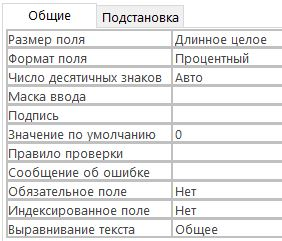 Общие Подстановка
Размер поля Длинное целое
Формат поля Процентный
Число десятичных знаков Авто
Маска ввода
Подпись
Значение по умолчанию 0
Правило проверки
Сообщение об ошибке
Обязательное поле Нет
Индексированное поле Нет
Выравнивание текста Общее